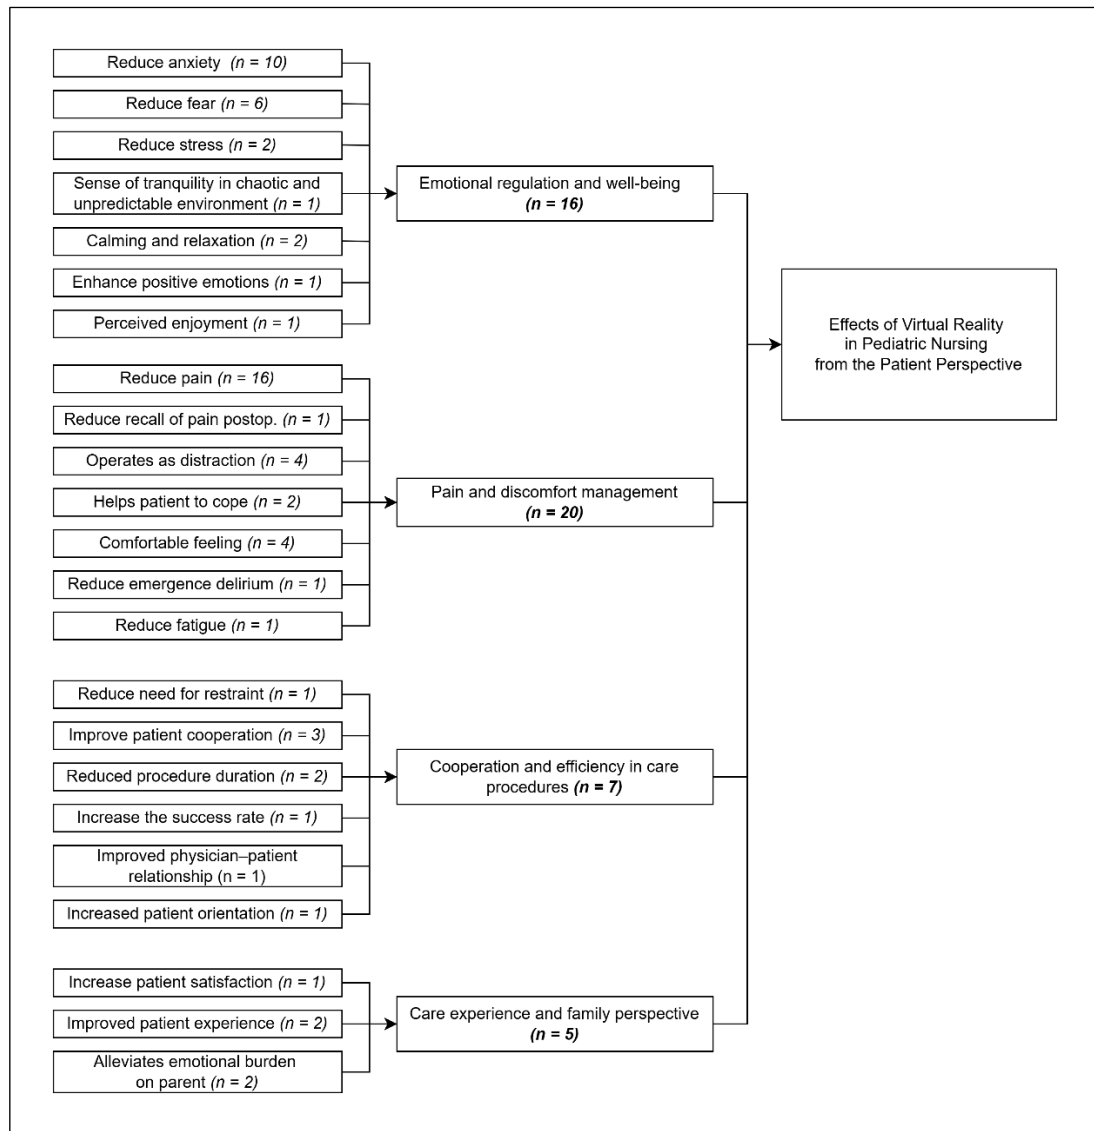 Reduce anxiety (n = 10)
Reduce fear (n = 6)
Reduce stress (n = 2)
Sense of tranquility in chaotic and
unpredictable environment (n = 1)
Calming and relaxation (n = 2)
Enhance positive emotions (n = 1)
Perceived enjoyment (n = 1)
Emotional regulation and well-being
(n = 16)
Reduce pain (n = 16)
Reduce recall of pain postop. (n = 1)
Operates as distraction (n = 4)
Helps patient to cope (n = 2)
Comfortable feeling (n = 4)
Reduce emergence delirium (n = 1)
Reduce fatigue (n = 1)
Pain and discomfort management
(n = 20)
Reduce need for restraint (n = 1)
Improve patient cooperation (n = 3)
Reduced procedure duration (n = 2)
Increase the success rate (n = 1)
Improved physician–patient
relationship (n = 1)
Increased patient orientation (n = 1)
Cooperation and efficiency in care
procedures (n = 7)
Increase patient satisfaction (n = 1)
Improved patient experience (n = 2)
Alleviates emotional burden
on parent (n = 2)
Care experience and family perspective
(n = 5)
Effects of Virtual Reality
in Pediatric Nursing
from the Patient Perspective